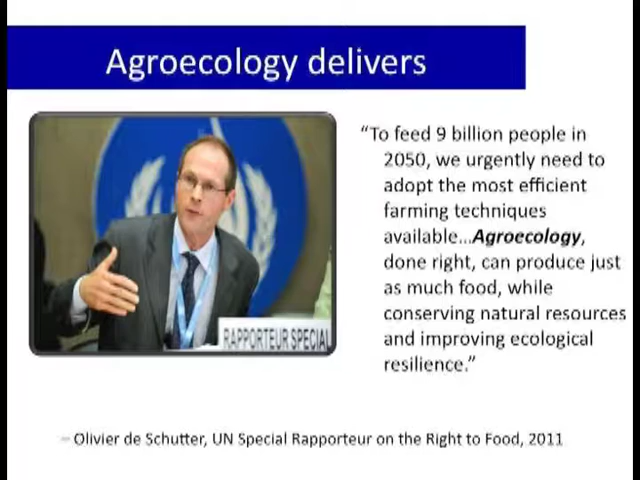 Agroecology delivers
“To feed 9 billion people in
2050, we urgently need to
adopt the most efficient
farming techniques
available...Agroecology,
done right, can produce just
as much food, while
conserving natural resources
and improving ecological
resilience.”
RAPPORTEUR SPECIAL
– Olivier de Schutter, UN Special Rapporteur on the Right to Food, 2011